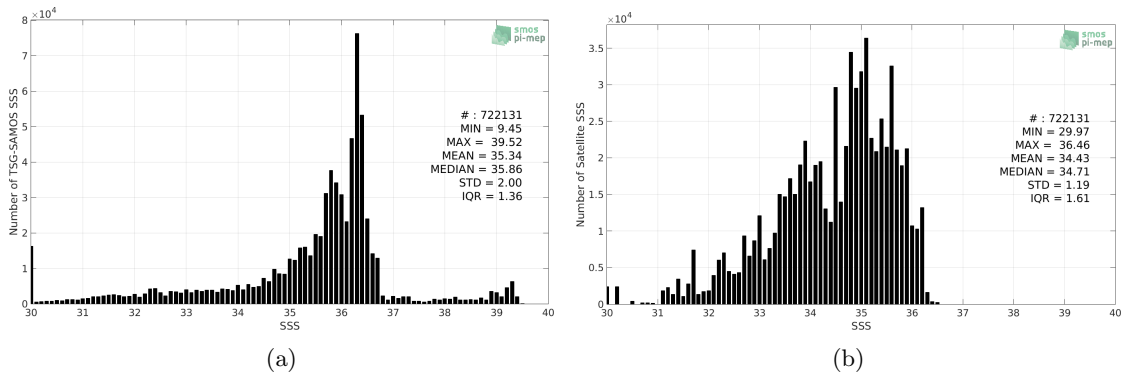 ×10⁴
8
7
6
5
4
3
2
1
0
Number of TSG-SAMOS SSS
smos
pi-mep
# : 722131
MIN = 9.45
MAX = 39.52
MEAN = 35.34
MEDIAN = 35.86
STD = 2.00
IQR = 1.36
30 31 32 33 34 35 36 37 38 39 40
SSS
(a)
×10⁴
3.5
3
2.5
2
1.5
1
0.5
0
Number of Satellite SSS
smos
pi-mep
# : 722131
MIN = 29.97
MAX = 36.46
MEAN = 34.43
MEDIAN = 34.71
STD = 1.19
IQR = 1.61
30 31 32 33 34 35 36 37 38 39 40
SSS
(b)